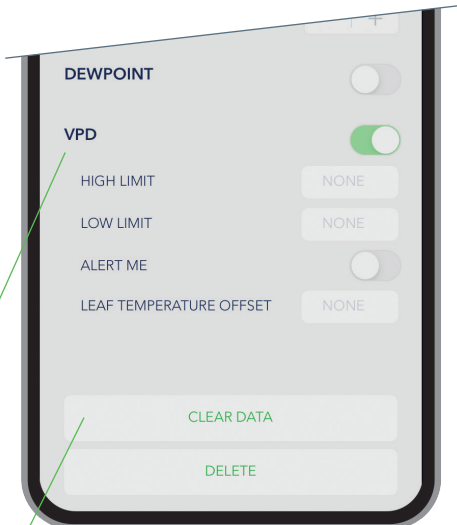 +
DEWPOINT
VPD
HIGH LIMIT NONE
LOW LIMIT NONE
ALERT ME
LEAF TEMPERATURE OFFSET NONE
CLEAR DATA
DELETE